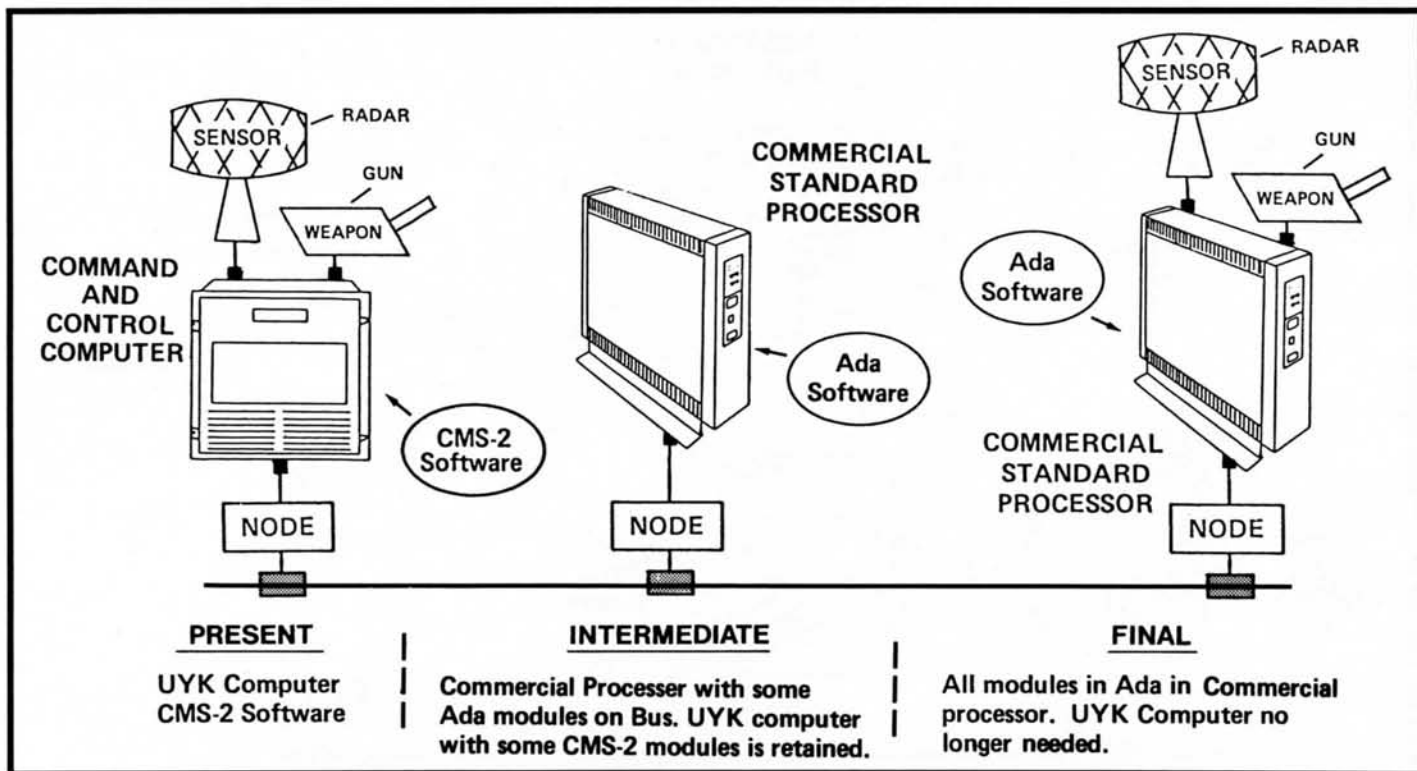 SENSOR
RADAR
GUN
WEAPON
COMMAND
AND
CONTROL
COMPUTER
CMS-2
Software
NODE
COMMERCIAL
STANDARD
PROCESSOR
Ada
Software
NODE
SENSOR
RADAR
GUN
WEAPON
Ada
Software
COMMERCIAL
STANDARD
PROCESSOR
NODE
PRESENT
UYK Computer
CMS-2 Software
INTERMEDIATE
Commercial Processer with some
Ada modules on Bus. UYK computer
with some CMS-2 modules is retained.
FINAL
All modules in Ada in Commercial
processor. UYK Computer no
longer needed.